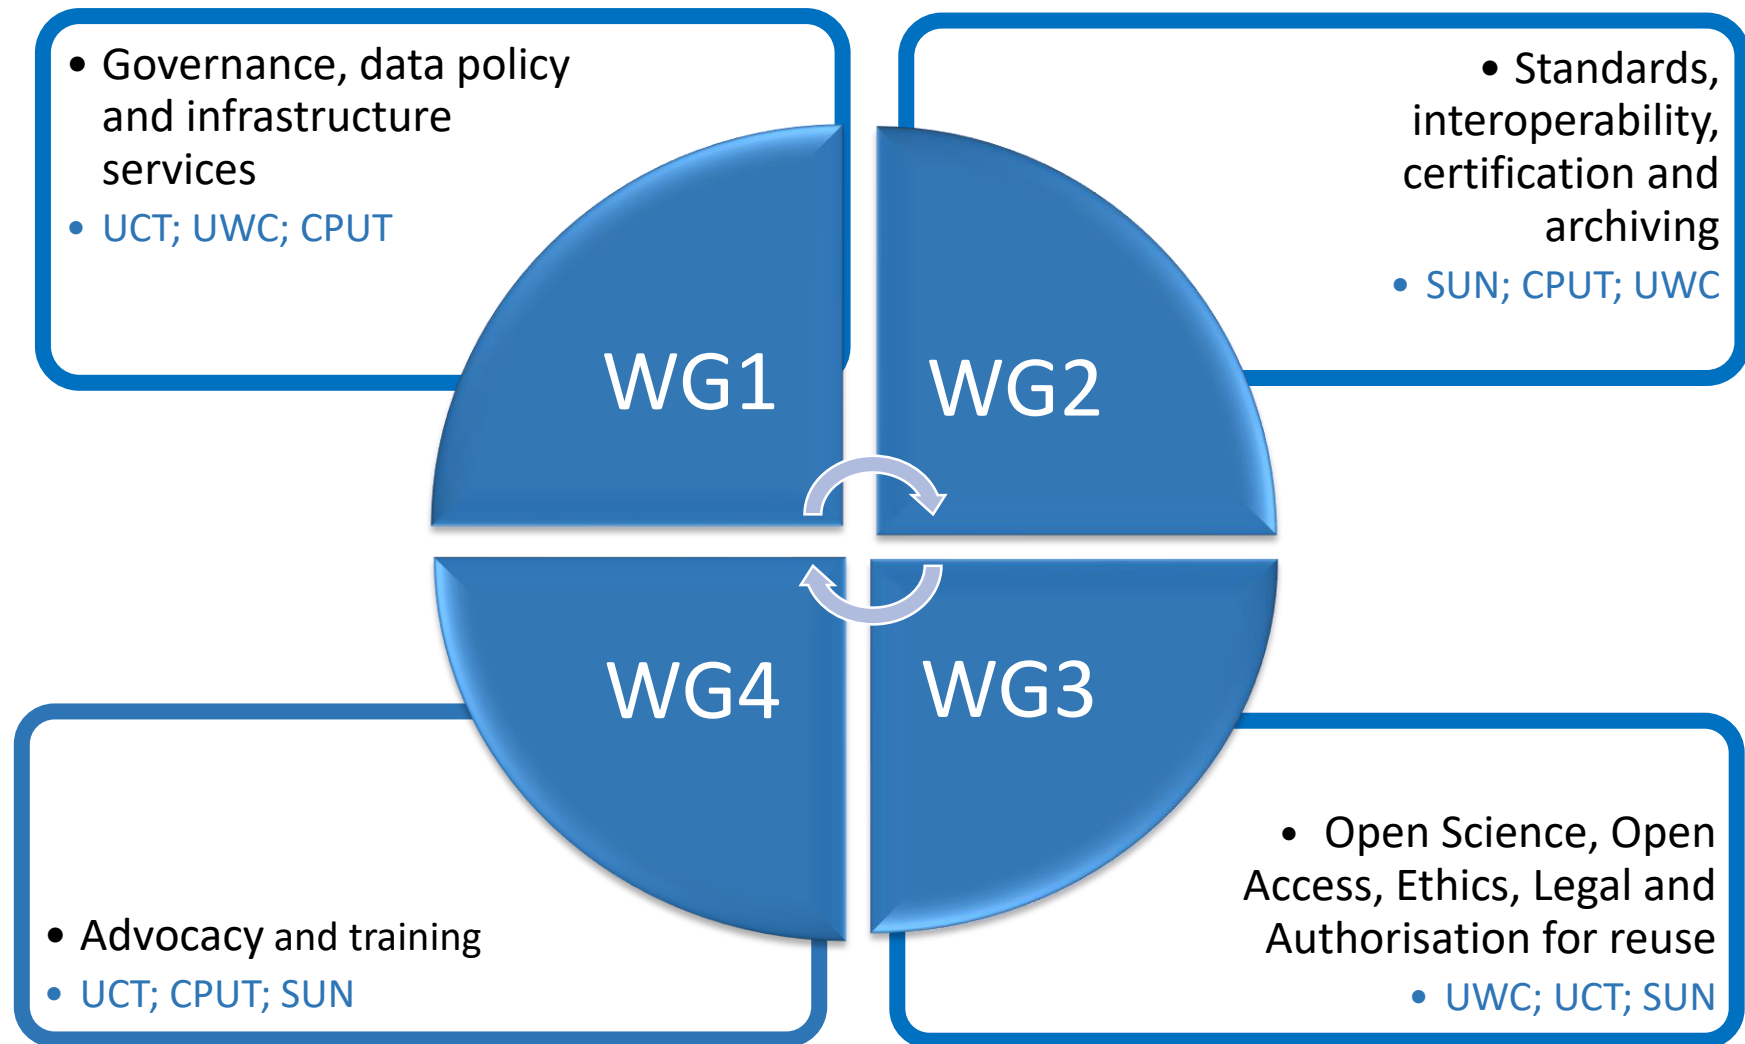 • Governance, data policy
and infrastructure
services
• UCT; UWC; CPUT
• Standards,
interoperability,
certification and
archiving
• SUN; CPUT; UWC
WG1
WG2
WG4
WG3
• Advocacy and training
• UCT; CPUT; SUN
• Open Science, Open
Access, Ethics, Legal and
Authorisation for reuse
• UWC; UCT; SUN